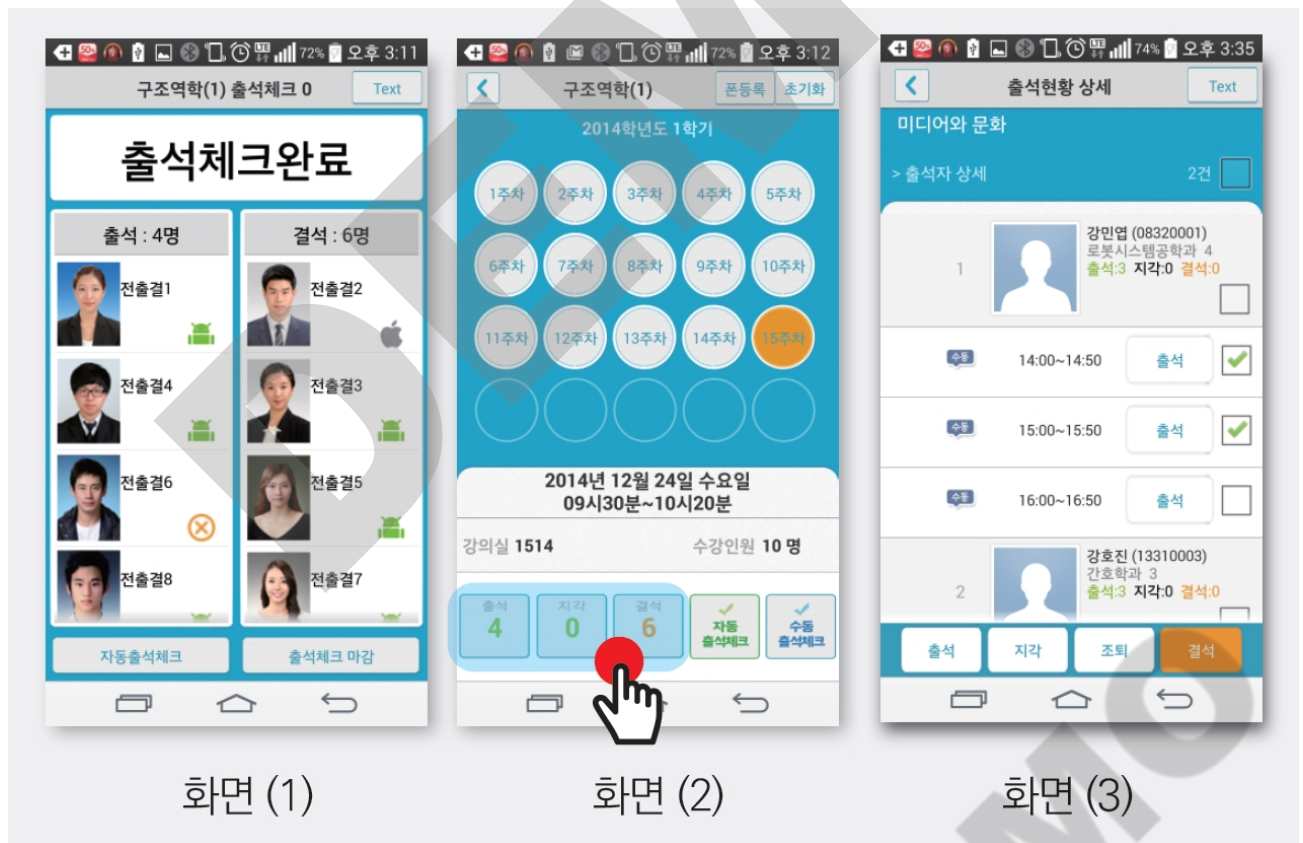 72% 오후 3:11
구조역학(1) 출석체크 0 Text
출석체크완료
출석 : 4명
전출결1
전출결4
전출결6
전출결8
결석 : 6명
전출결2
전출결3
전출결5
전출결7
자동출석체크 출석체크 마감
화면 (1)
72% 오후 3:12
구조역학(1) 폰등록 초기화
2014학년도 1학기
1주차 2주차 3주차 4주차 5주차
6주차 7주차 8주차 9주차 10주차
11주차 12주차 13주차 14주차 15주차
2014년 12월 24일 수요일
09시30분~10시20분
강의실 1514 수강인원 10 명
출석 지각 결석
4 0 6
자동
출석체크
수동
출석체크
화면 (2)
74% 오후 3:35
출석현황 상세 Text
미디어와 문화
> 출석자 상세 2건
1
강민엽 (08320001)
로봇시스템공학과 4
출석:3 지각:0 결석:0
수동 14:00~14:50 출석
수동 15:00~15:50 출석
수동 16:00~16:50 출석
2
강호진 (13310003)
간호학과 3
출석:3 지각:0 결석:0
출석 지각 조퇴 결석
화면 (3)
DEMO